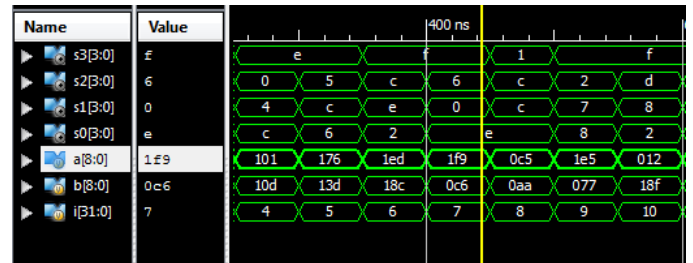 Name Value 400 ns
s3[3:0] f e f 1 f
s2[3:0] 6 0 5 c 6 c 2 d
s1[3:0] 0 4 c e 0 c 7 8
s0[3:0] e c 6 2 e 8 2
a[8:0] 1f9 101 176 1ed 1f9 0c5 1e5 012
b[8:0] 0c6 10d 13d 18c 0c6 0aa 077 18f
i[31:0] 7 4 5 6 7 8 9 10